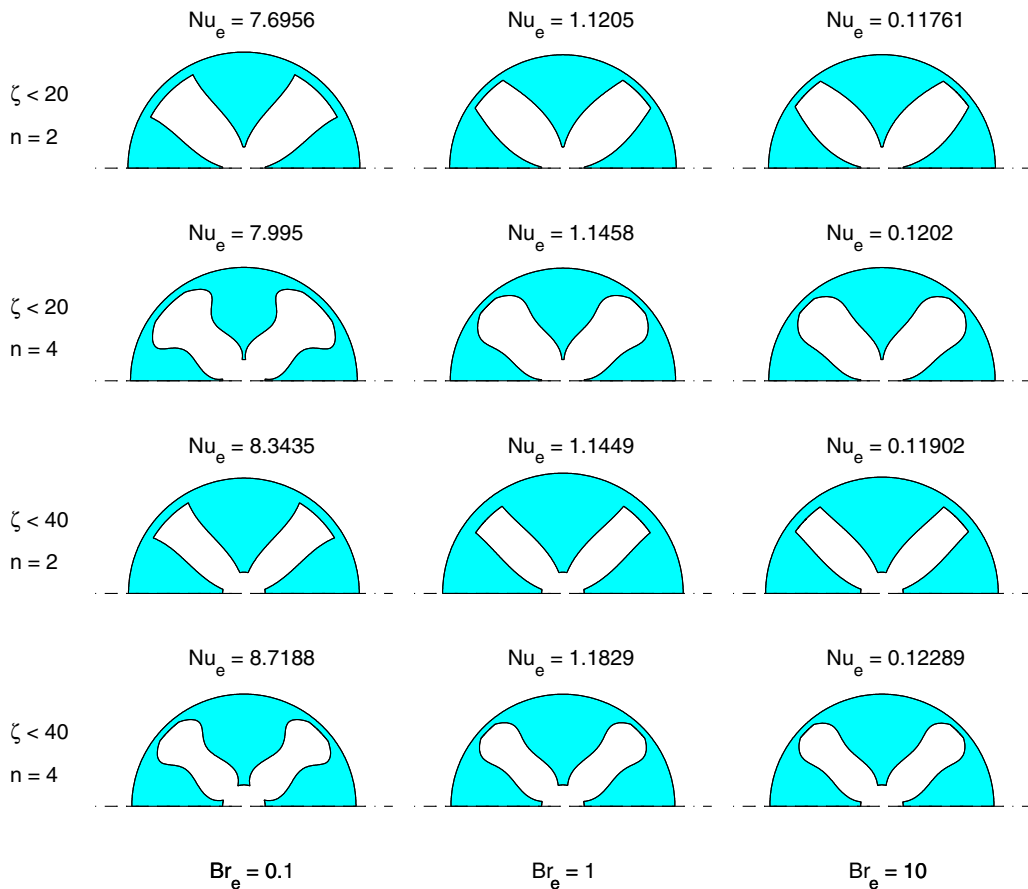 Nu_e = 7.6956 Nu_e = 1.1205 Nu_e = 0.11761
ζ < 20
n = 2
Nu_e = 7.995 Nu_e = 1.1458 Nu_e = 0.1202
ζ < 20
n = 4
Nu_e = 8.3435 Nu_e = 1.1449 Nu_e = 0.11902
ζ < 40
n = 2
Nu_e = 8.7188 Nu_e = 1.1829 Nu_e = 0.12289
ζ < 40
n = 4
Br_e = 0.1 Br_e = 1 Br_e = 10